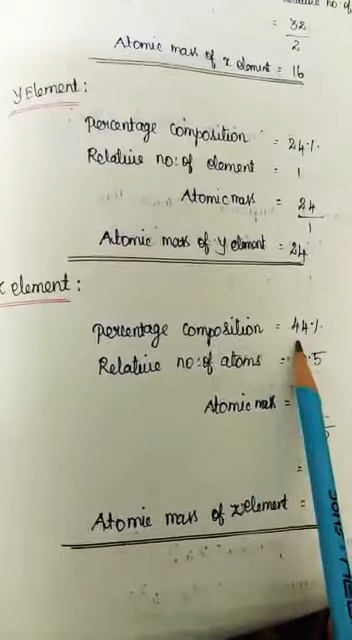 = 32
2
Atomic mass of x element = 16
y Element :
Percentage composition = 24%.
Relative no: of element = 1
Atomic mass = 24
1
Atomic mass of y element = 24
element :
Percentage composition = 44%.
Relative no: of atoms = .5
Atomic mass =
=
Atomic mass of z element =